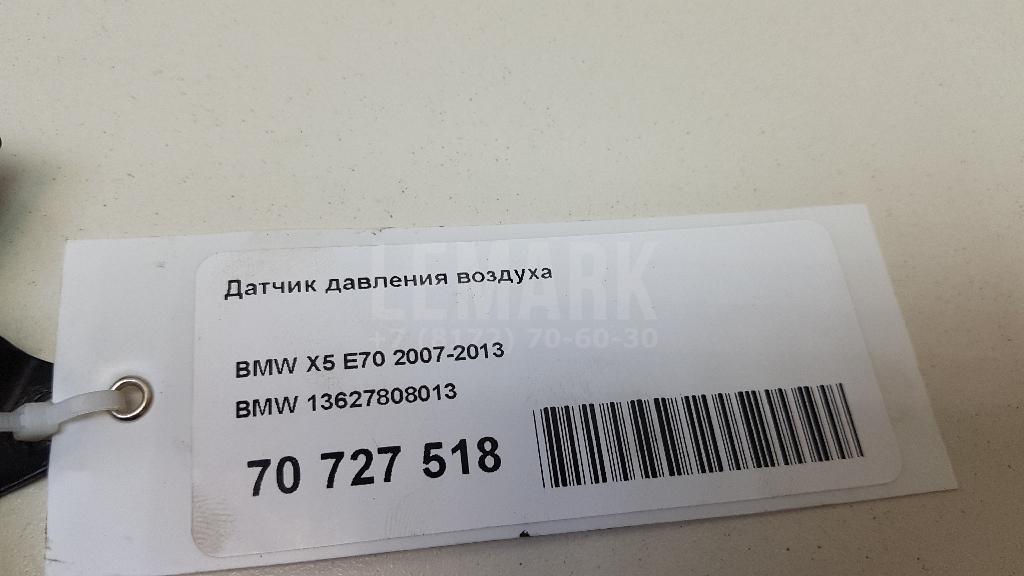 Датчик давления воздуха
LEMARK
+7 (8172) 70-60-30
BMW X5 E70 2007-2013
BMW 13627808013
70 727 518